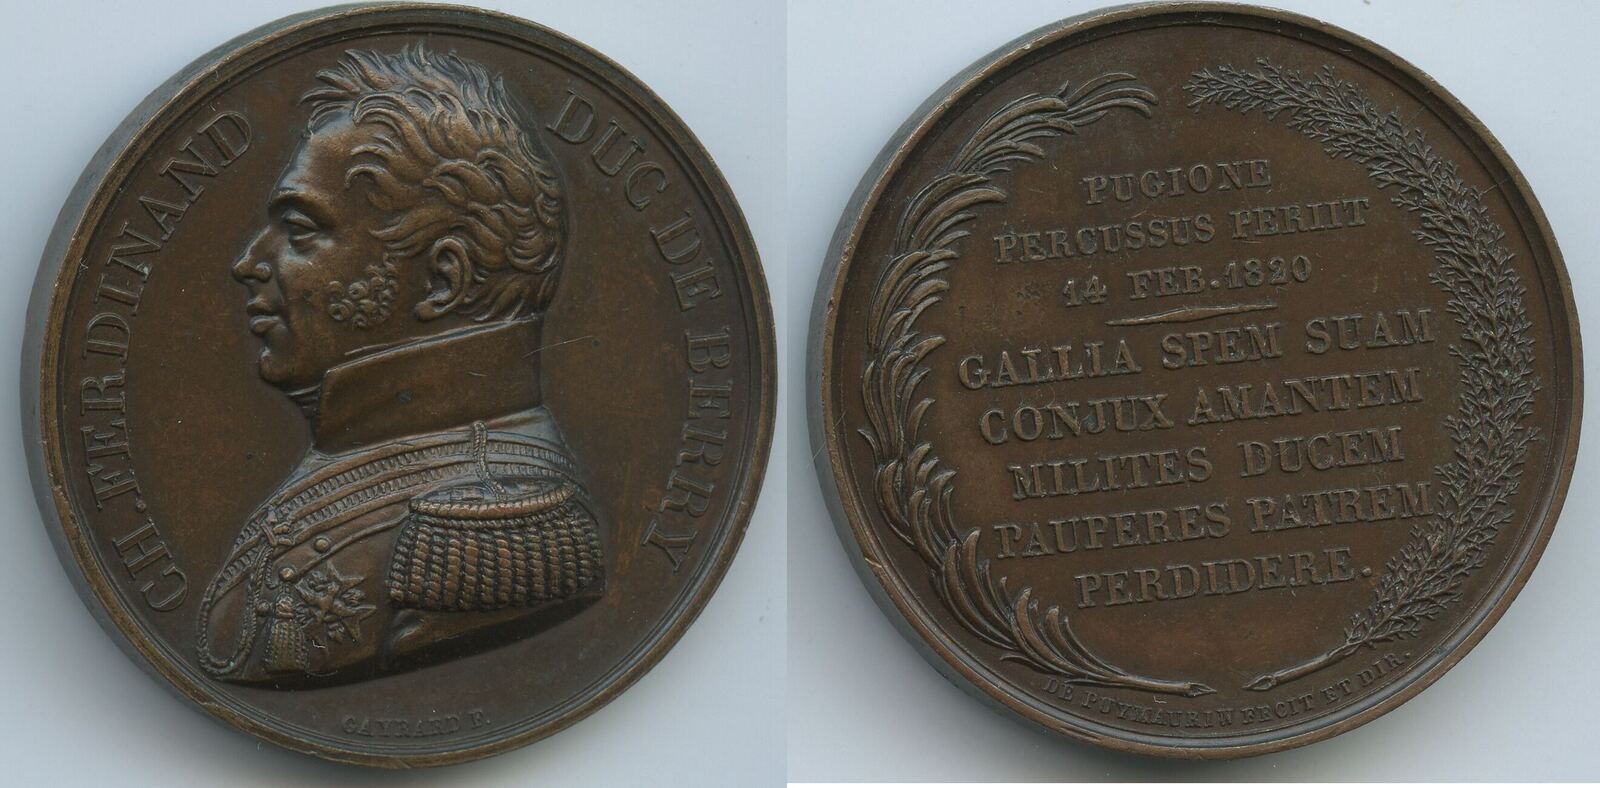 CH. FERDINAND DUC DE BERRY
GAYRARD F.
PUGIONE
PERCUSSUS PERIIT
14 FEB. 1820
GALLIA SPEM SUAM
CONJUX AMANTEM
MILITES DUCEM
PAUPERES PATREM
PERDIDERE.
DE PUYMAURIN FECIT ET DIR.